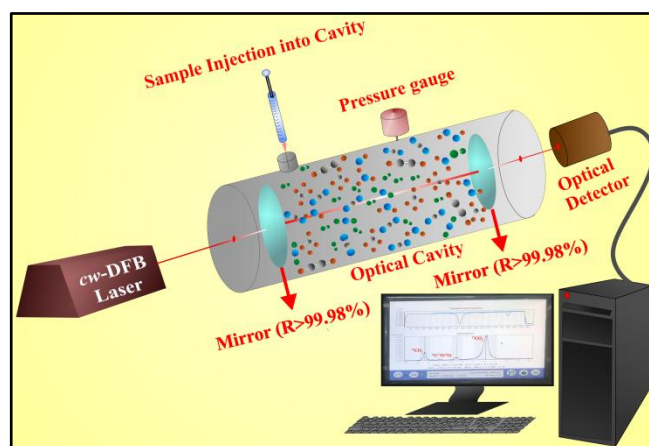 Sample Injection into Cavity
Pressure gauge
Optical
Detector
cw-DFB
Laser
Optical Cavity
Mirror (R>99.98%)
Mirror (R>99.98%)